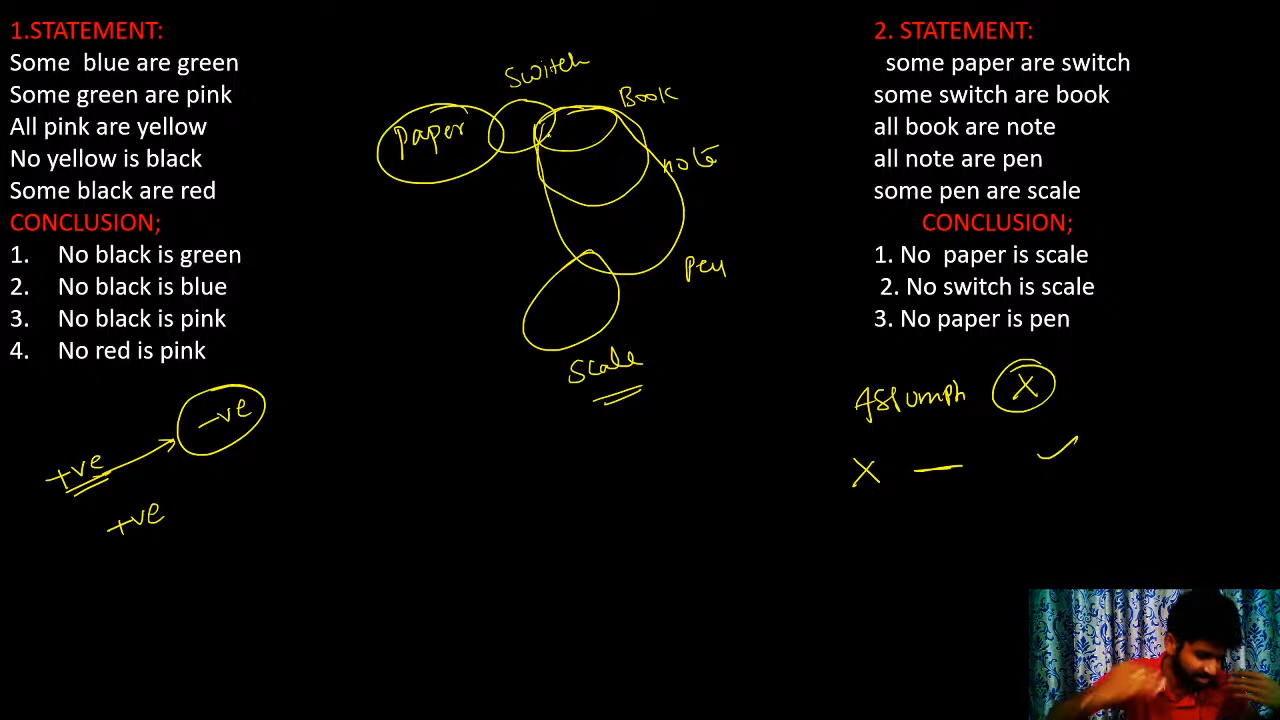 1.STATEMENT:
Some blue are green
Some green are pink
All pink are yellow
No yellow is black
Some black are red
CONCLUSION;
1. No black is green
2. No black is blue
3. No black is pink
4. No red is pink
-ve
+ve
+ve
Switch
Book
paper
note
pen
Scale
2. STATEMENT:
some paper are switch
some switch are book
all book are note
all note are pen
some pen are scale
CONCLUSION;
1. No paper is scale
2. No switch is scale
3. No paper is pen
X
X — ✓